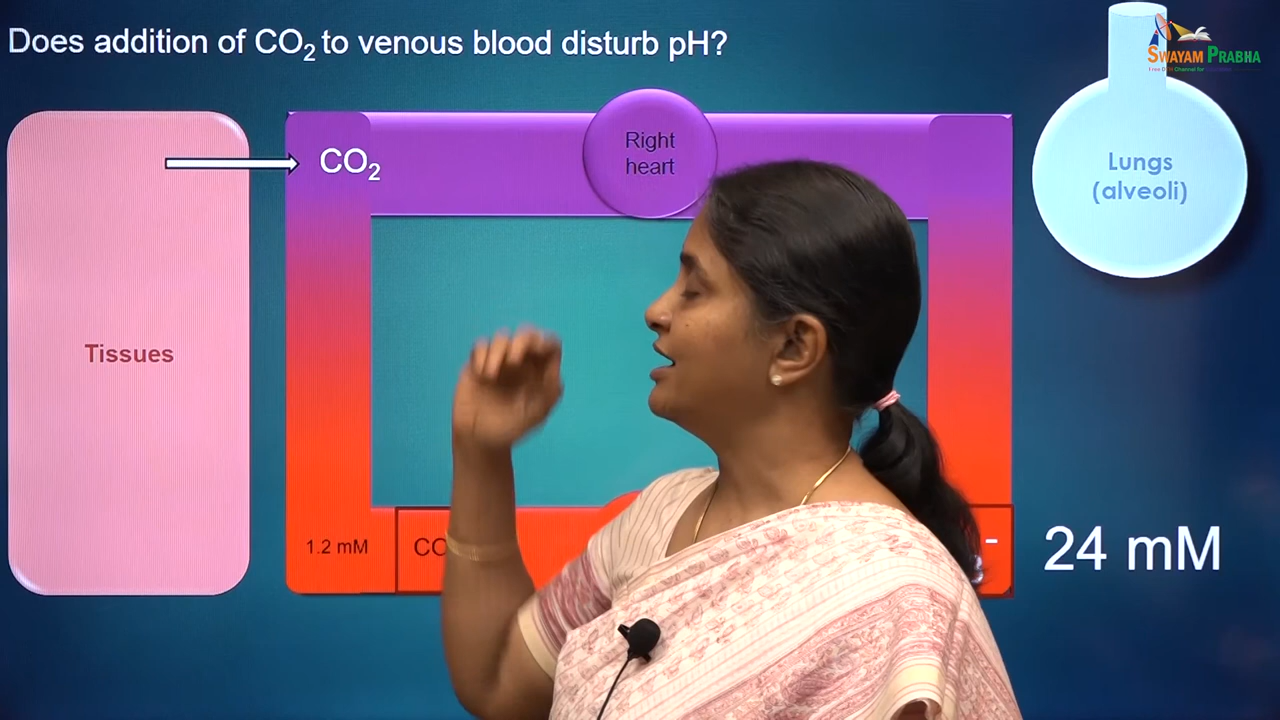 Does addition of CO₂ to venous blood disturb pH?
SWAYAM PRABHA
Right
heart
CO₂
Lungs
(alveoli)
Tissues
1.2 mM
CO
-
24 mM